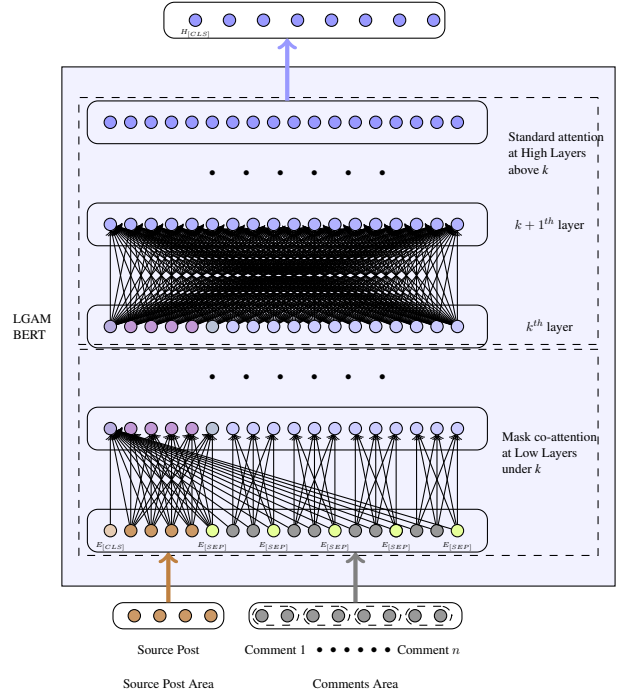 H[CLS]
Standard attention
at High Layers
above k
k + 1th layer
LGAM
BERT
kth layer
Mask co-attention
at Low Layers
under k
E[CLS] E[SEP] E[SEP] E[SEP] E[SEP] E[SEP]
Source Post Comment 1 Comment n
Source Post Area Comments Area